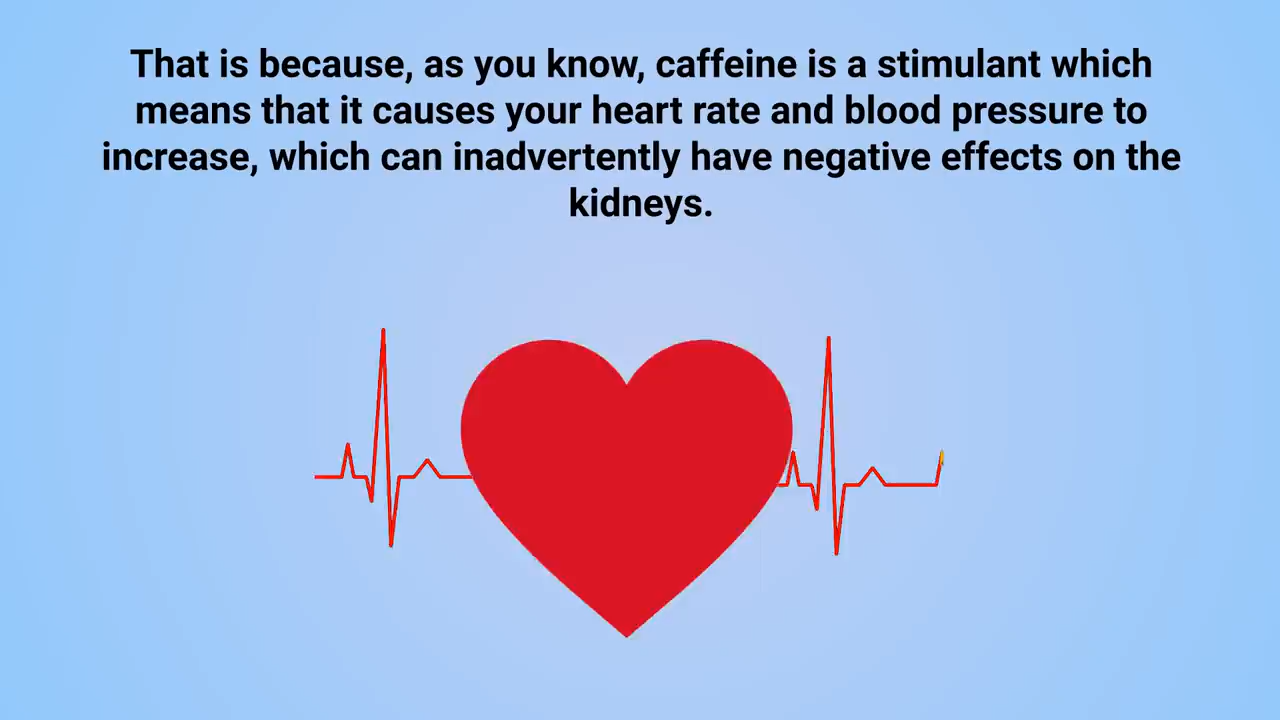 That is because, as you know, caffeine is a stimulant which
means that it causes your heart rate and blood pressure to
increase, which can inadvertently have negative effects on the
kidneys.